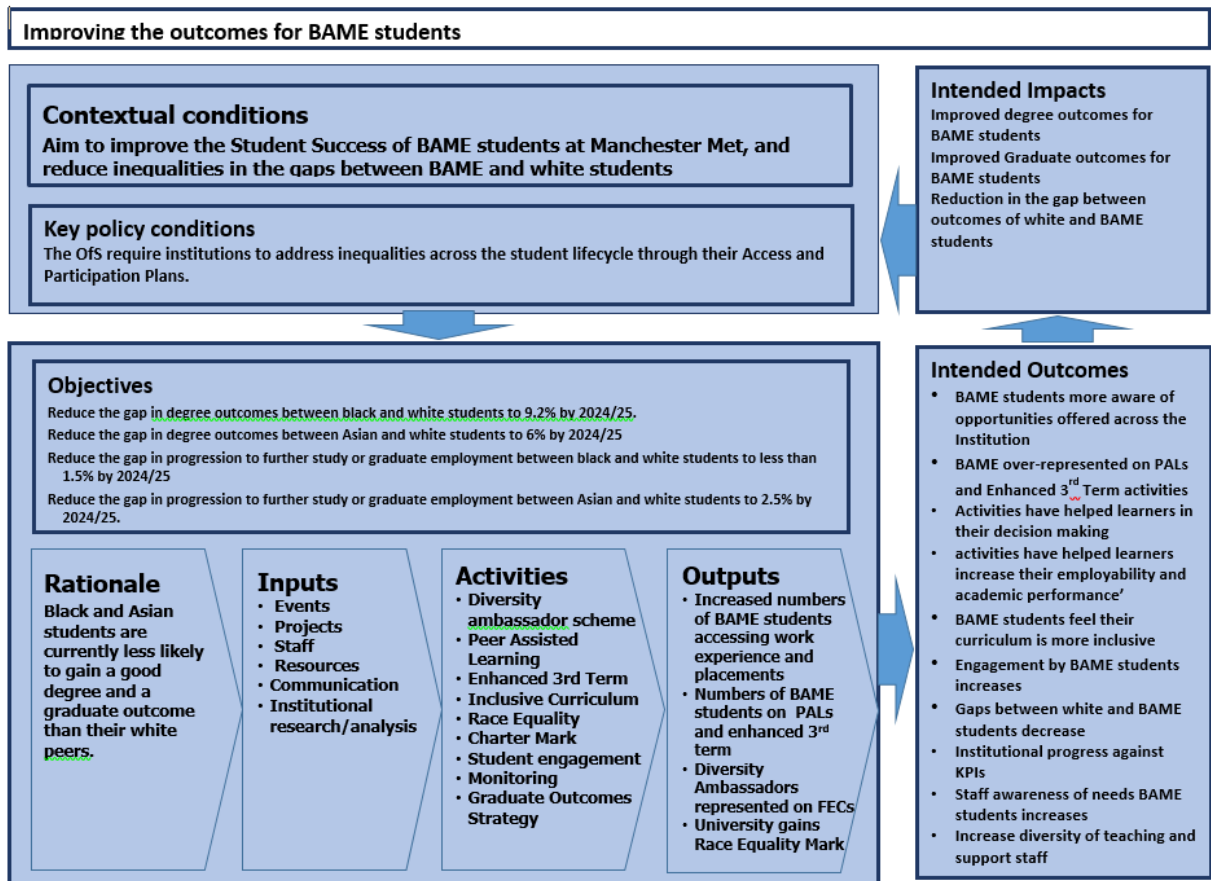 Improving the outcomes for BAME students
Contextual conditions
Aim to improve the Student Success of BAME students at Manchester Met, and
reduce inequalities in the gaps between BAME and white students
Key policy conditions
The OfS require institutions to address inequalities across the student lifecycle through their Access and
Participation Plans.
Intended Impacts
Improved degree outcomes for
BAME students
Improved Graduate outcomes for
BAME students
Reduction in the gap between
outcomes of white and BAME
students
Objectives
Reduce the gap in degree outcomes between black and white students to 9.2% by 2024/25.
Reduce the gap in degree outcomes between Asian and white students to 6% by 2024/25
Reduce the gap in progression to further study or graduate employment between black and white students to less than
1.5% by 2024/25
Reduce the gap in progression to further study or graduate employment between Asian and white students to 2.5% by
2024/25.
Rationale
Black and Asian
students are
currently less likely
to gain a good
degree and a
graduate outcome
than their white
peers.
Inputs
• Events
• Projects
• Staff
• Resources
• Communication
• Institutional
research/analysis
Activities
• Diversity
ambassador scheme
• Peer Assisted
Learning
• Enhanced 3rd Term
• Inclusive Curriculum
• Race Equality
• Charter Mark
• Student engagement
• Monitoring
• Graduate Outcomes
Strategy
Outputs
• Increased numbers
of BAME students
accessing work
experience and
placements
• Numbers of BAME
students on PALs
and enhanced 3rd
term
• Diversity
Ambassadors
represented on FECs
• University gains
Race Equality Mark
Intended Outcomes
• BAME students more aware of
opportunities offered across the
Institution
• BAME over-represented on PALs
and Enhanced 3rd Term activities
• Activities have helped learners in
their decision making
• activities have helped learners
increase their employability and
academic performance’
• BAME students feel their
curriculum is more inclusive
• Engagement by BAME students
increases
• Gaps between white and BAME
students decrease
• Institutional progress against
KPIs
• Staff awareness of needs BAME
students increases
• Increase diversity of teaching and
support staff